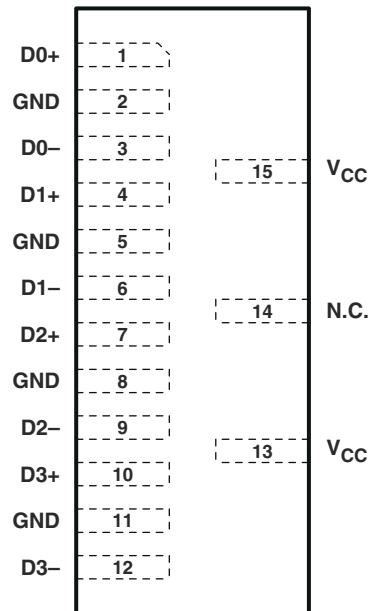 D0+ 1
GND 2
D0– 3
15 VCC
D1+ 4
GND 5
D1– 6
14 N.C.
D2+ 7
GND 8
D2– 9
13 VCC
D3+ 10
GND 11
D3– 12